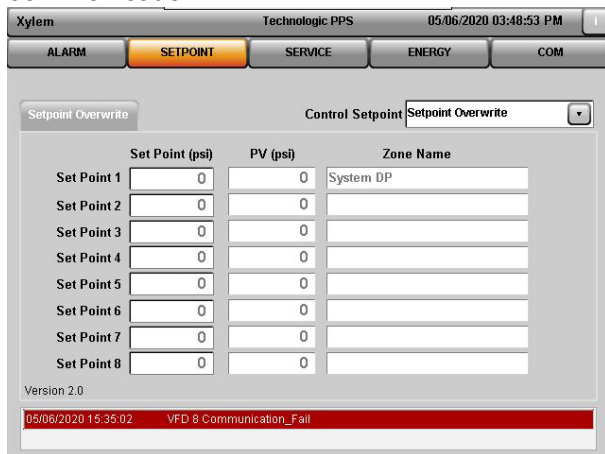 Xylem Technologic PPS 05/06/2020 03:48:53 PM i
ALARM SETPOINT SERVICE ENERGY COM
Setpoint Overwrite Control Setpoint Setpoint Overwrite
Set Point (psi) PV (psi) Zone Name
Set Point 1 0 0 System DP
Set Point 2 0 0
Set Point 3 0 0
Set Point 4 0 0
Set Point 5 0 0
Set Point 6 0 0
Set Point 7 0 0
Set Point 8 0 0
Version 2.0
05/06/2020 15:35:02 VFD 8 Communication_Fail